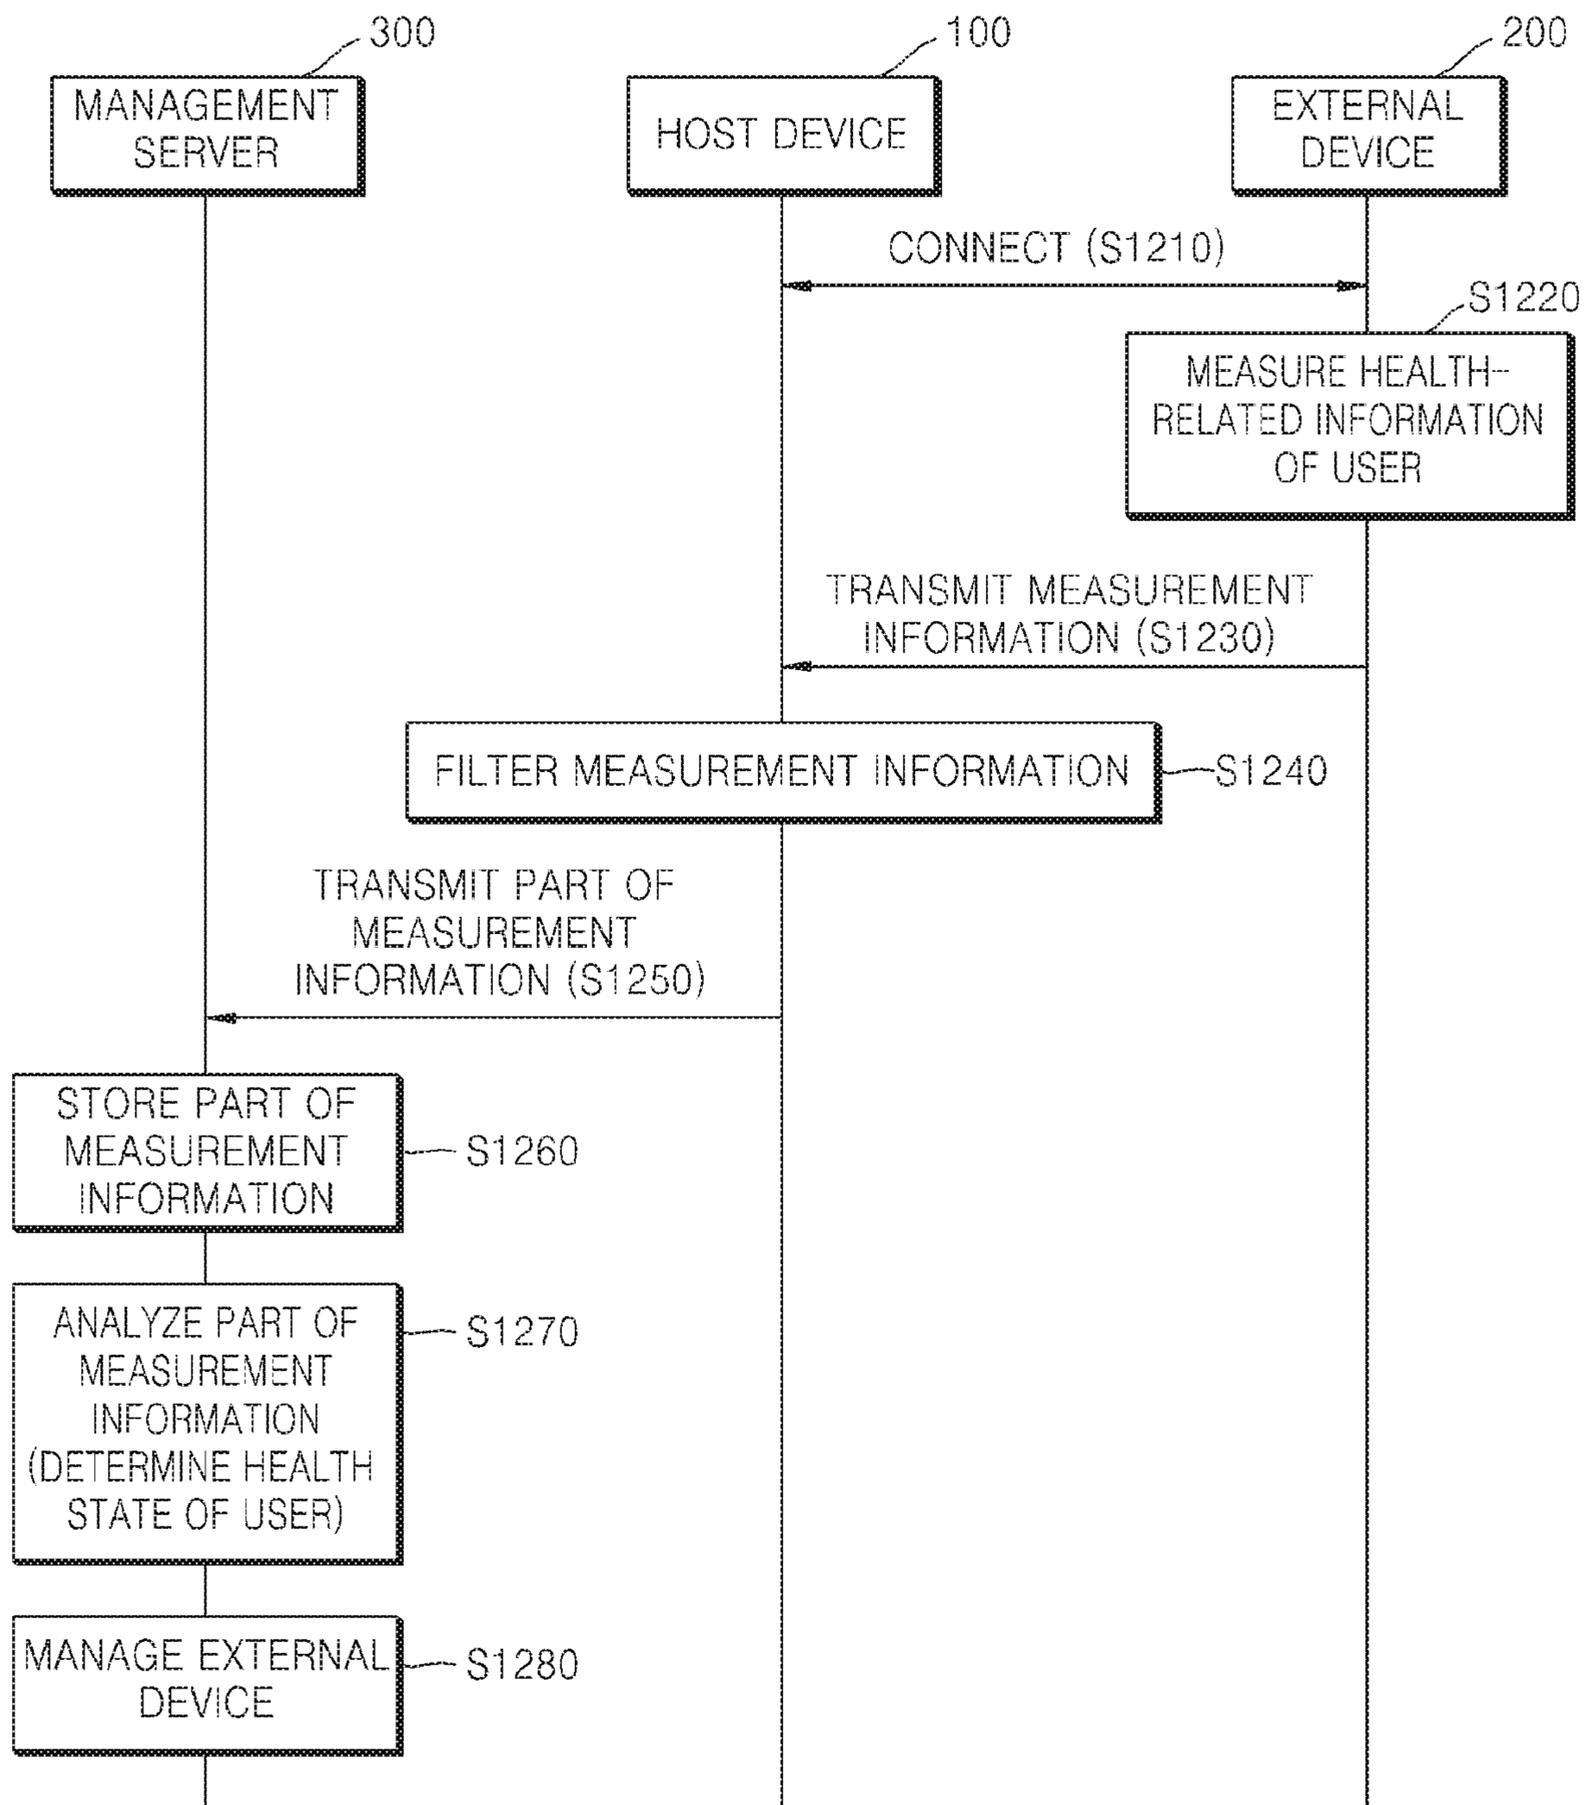 300
100
200
MANAGEMENT
SERVER
HOST DEVICE
EXTERNAL
DEVICE
CONNECT (S1210)
S1220
MEASURE HEALTH-
RELATED INFORMATION
OF USER
TRANSMIT MEASUREMENT
INFORMATION (S1230)
FILTER MEASUREMENT INFORMATION
S1240
TRANSMIT PART OF
MEASUREMENT
INFORMATION (S1250)
STORE PART OF
MEASUREMENT
INFORMATION
S1260
ANALYZE PART OF
MEASUREMENT
INFORMATION
(DETERMINE HEALTH
STATE OF USER)
S1270
MANAGE EXTERNAL
DEVICE
S1280